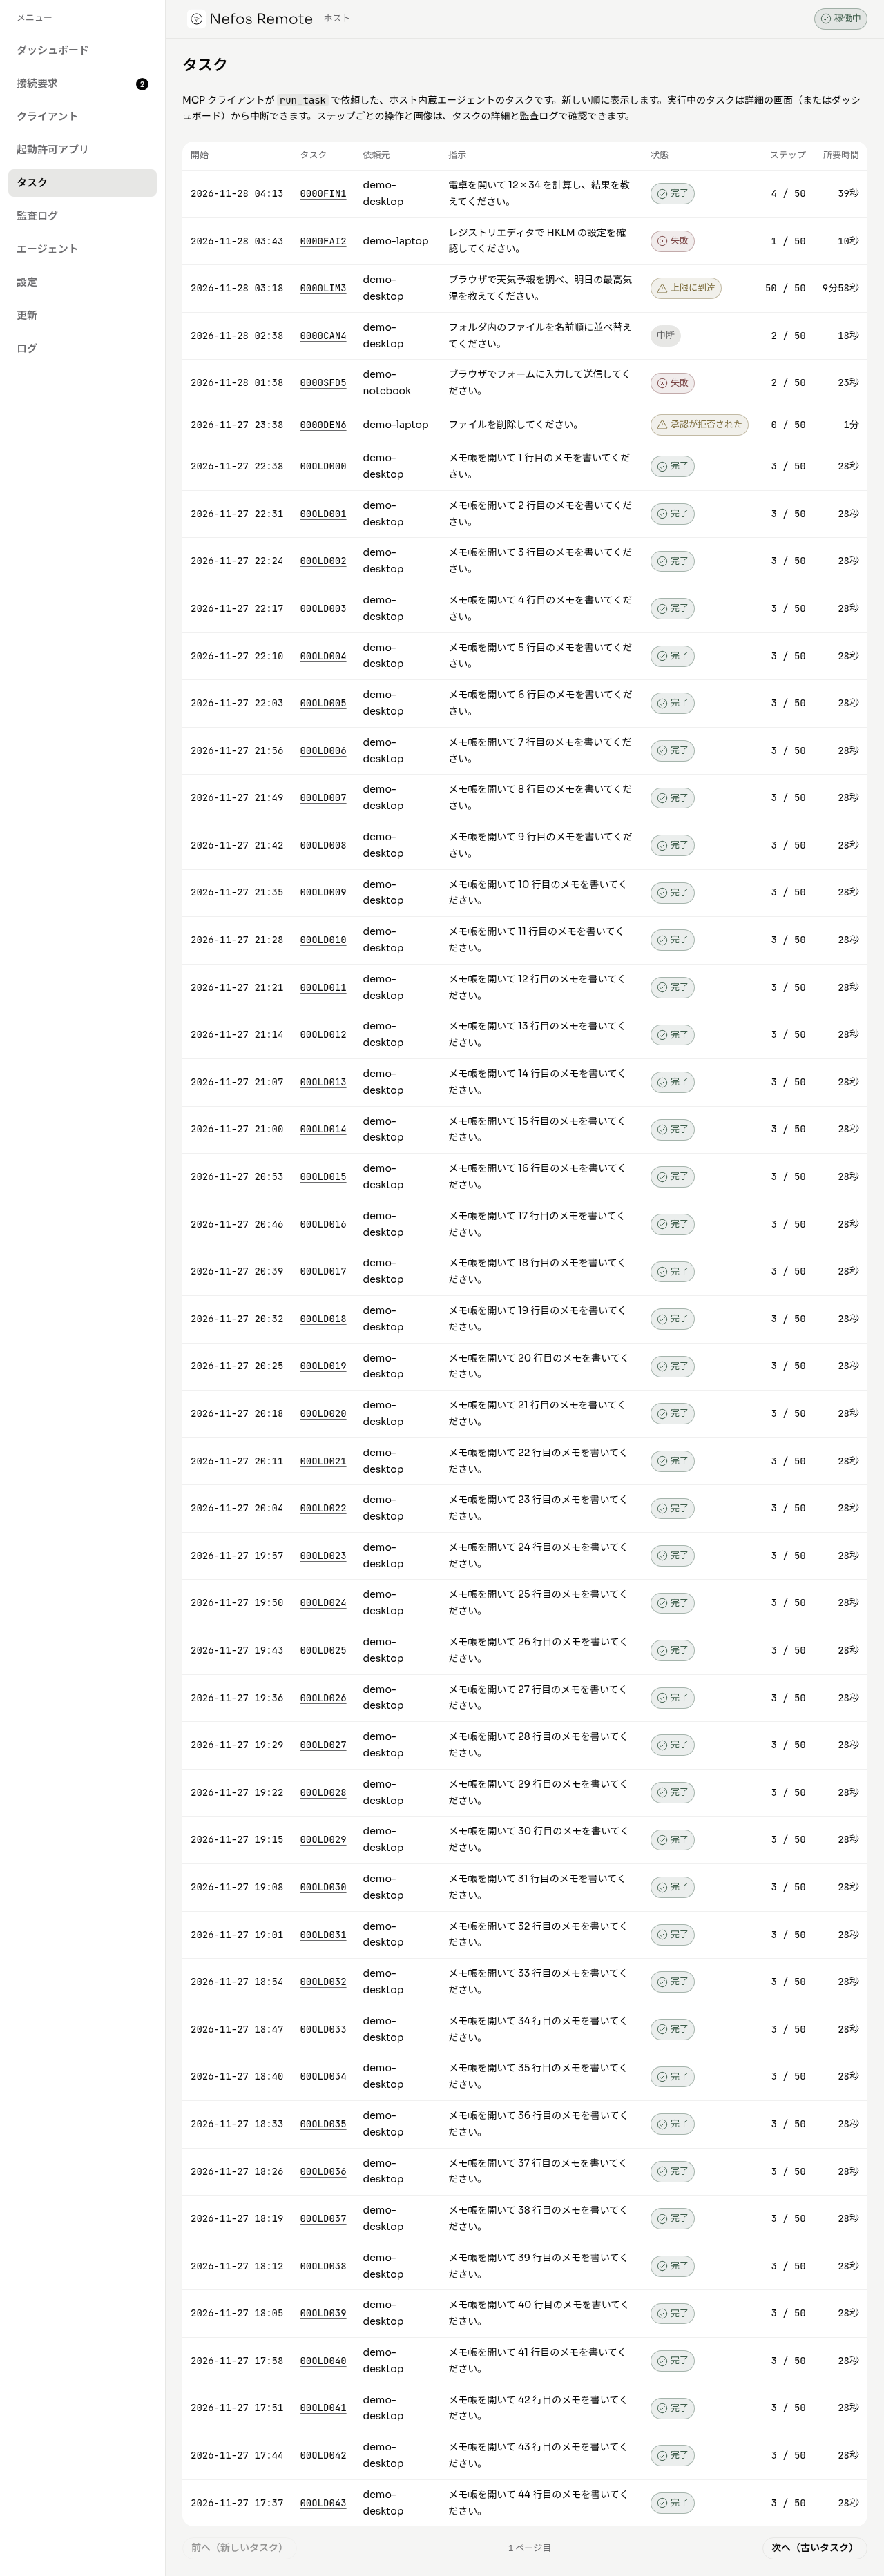 メニュー
ダッシュボード
接続要求 2
クライアント
起動許可アプリ
タスク
監査ログ
エージェント
設定
更新
ログ
Nefos Remote ホスト 稼働中
タスク
MCP クライアントが run_task で依頼した、ホスト内蔵エージェントのタスクです。新しい順に表示します。実行中のタスクは詳細の画面（またはダッシ
ュボード）から中断できます。ステップごとの操作と画像は、タスクの詳細と監査ログで確認できます。
開始 タスク 依頼元 指示 状態 ステップ 所要時間
2026-11-28 04:13 0000FIN1 demo-desktop 電卓を開いて 12 × 34 を計算し、結果を教えてください。 完了 4 / 50 39秒
2026-11-28 03:43 0000FAI2 demo-laptop レジストリエディタで HKLM の設定を確認してください。 失敗 1 / 50 10秒
2026-11-28 03:18 0000LIM3 demo-desktop ブラウザで天気予報を調べ、明日の最高気温を教えてください。 上限に到達 50 / 50 9分58秒
2026-11-28 02:38 0000CAN4 demo-desktop フォルダ内のファイルを名前順に並べ替えてください。 中断 2 / 50 18秒
2026-11-28 01:38 0000SFD5 demo-notebook ブラウザでフォームに入力して送信してください。 失敗 2 / 50 23秒
2026-11-27 23:38 0000DEN6 demo-laptop ファイルを削除してください。 承認が拒否された 0 / 50 1分
2026-11-27 22:38 00OLD000 demo-desktop メモ帳を開いて 1 行目のメモを書いてください。 完了 3 / 50 28秒
2026-11-27 22:31 00OLD001 demo-desktop メモ帳を開いて 2 行目のメモを書いてください。 完了 3 / 50 28秒
2026-11-27 22:24 00OLD002 demo-desktop メモ帳を開いて 3 行目のメモを書いてください。 完了 3 / 50 28秒
2026-11-27 22:17 00OLD003 demo-desktop メモ帳を開いて 4 行目のメモを書いてください。 完了 3 / 50 28秒
2026-11-27 22:10 00OLD004 demo-desktop メモ帳を開いて 5 行目のメモを書いてください。 完了 3 / 50 28秒
2026-11-27 22:03 00OLD005 demo-desktop メモ帳を開いて 6 行目のメモを書いてください。 完了 3 / 50 28秒
2026-11-27 21:56 00OLD006 demo-desktop メモ帳を開いて 7 行目のメモを書いてください。 完了 3 / 50 28秒
2026-11-27 21:49 00OLD007 demo-desktop メモ帳を開いて 8 行目のメモを書いてください。 完了 3 / 50 28秒
2026-11-27 21:42 00OLD008 demo-desktop メモ帳を開いて 9 行目のメモを書いてください。 完了 3 / 50 28秒
2026-11-27 21:35 00OLD009 demo-desktop メモ帳を開いて 10 行目のメモを書いてください。 完了 3 / 50 28秒
2026-11-27 21:28 00OLD010 demo-desktop メモ帳を開いて 11 行目のメモを書いてください。 完了 3 / 50 28秒
2026-11-27 21:21 00OLD011 demo-desktop メモ帳を開いて 12 行目のメモを書いてください。 完了 3 / 50 28秒
2026-11-27 21:14 00OLD012 demo-desktop メモ帳を開いて 13 行目のメモを書いてください。 完了 3 / 50 28秒
2026-11-27 21:07 00OLD013 demo-desktop メモ帳を開いて 14 行目のメモを書いてください。 完了 3 / 50 28秒
2026-11-27 21:00 00OLD014 demo-desktop メモ帳を開いて 15 行目のメモを書いてください。 完了 3 / 50 28秒
2026-11-27 20:53 00OLD015 demo-desktop メモ帳を開いて 16 行目のメモを書いてください。 完了 3 / 50 28秒
2026-11-27 20:46 00OLD016 demo-desktop メモ帳を開いて 17 行目のメモを書いてください。 完了 3 / 50 28秒
2026-11-27 20:39 00OLD017 demo-desktop メモ帳を開いて 18 行目のメモを書いてください。 完了 3 / 50 28秒
2026-11-27 20:32 00OLD018 demo-desktop メモ帳を開いて 19 行目のメモを書いてください。 完了 3 / 50 28秒
2026-11-27 20:25 00OLD019 demo-desktop メモ帳を開いて 20 行目のメモを書いてください。 完了 3 / 50 28秒
2026-11-27 20:18 00OLD020 demo-desktop メモ帳を開いて 21 行目のメモを書いてください。 完了 3 / 50 28秒
2026-11-27 20:11 00OLD021 demo-desktop メモ帳を開いて 22 行目のメモを書いてください。 完了 3 / 50 28秒
2026-11-27 20:04 00OLD022 demo-desktop メモ帳を開いて 23 行目のメモを書いてください。 完了 3 / 50 28秒
2026-11-27 19:57 00OLD023 demo-desktop メモ帳を開いて 24 行目のメモを書いてください。 完了 3 / 50 28秒
2026-11-27 19:50 00OLD024 demo-desktop メモ帳を開いて 25 行目のメモを書いてください。 完了 3 / 50 28秒
2026-11-27 19:43 00OLD025 demo-desktop メモ帳を開いて 26 行目のメモを書いてください。 完了 3 / 50 28秒
2026-11-27 19:36 00OLD026 demo-desktop メモ帳を開いて 27 行目のメモを書いてください。 完了 3 / 50 28秒
2026-11-27 19:29 00OLD027 demo-desktop メモ帳を開いて 28 行目のメモを書いてください。 完了 3 / 50 28秒
2026-11-27 19:22 00OLD028 demo-desktop メモ帳を開いて 29 行目のメモを書いてください。 完了 3 / 50 28秒
2026-11-27 19:15 00OLD029 demo-desktop メモ帳を開いて 30 行目のメモを書いてください。 完了 3 / 50 28秒
2026-11-27 19:08 00OLD030 demo-desktop メモ帳を開いて 31 行目のメモを書いてください。 完了 3 / 50 28秒
2026-11-27 19:01 00OLD031 demo-desktop メモ帳を開いて 32 行目のメモを書いてください。 完了 3 / 50 28秒
2026-11-27 18:54 00OLD032 demo-desktop メモ帳を開いて 33 行目のメモを書いてください。 完了 3 / 50 28秒
2026-11-27 18:47 00OLD033 demo-desktop メモ帳を開いて 34 行目のメモを書いてください。 完了 3 / 50 28秒
2026-11-27 18:40 00OLD034 demo-desktop メモ帳を開いて 35 行目のメモを書いてください。 完了 3 / 50 28秒
2026-11-27 18:33 00OLD035 demo-desktop メモ帳を開いて 36 行目のメモを書いてください。 完了 3 / 50 28秒
2026-11-27 18:26 00OLD036 demo-desktop メモ帳を開いて 37 行目のメモを書いてください。 完了 3 / 50 28秒
2026-11-27 18:19 00OLD037 demo-desktop メモ帳を開いて 38 行目のメモを書いてください。 完了 3 / 50 28秒
2026-11-27 18:12 00OLD038 demo-desktop メモ帳を開いて 39 行目のメモを書いてください。 完了 3 / 50 28秒
2026-11-27 18:05 00OLD039 demo-desktop メモ帳を開いて 40 行目のメモを書いてください。 完了 3 / 50 28秒
2026-11-27 17:58 00OLD040 demo-desktop メモ帳を開いて 41 行目のメモを書いてください。 完了 3 / 50 28秒
2026-11-27 17:51 00OLD041 demo-desktop メモ帳を開いて 42 行目のメモを書いてください。 完了 3 / 50 28秒
2026-11-27 17:44 00OLD042 demo-desktop メモ帳を開いて 43 行目のメモを書いてください。 完了 3 / 50 28秒
2026-11-27 17:37 00OLD043 demo-desktop メモ帳を開いて 44 行目のメモを書いてください。 完了 3 / 50 28秒
前へ（新しいタスク） 1 ページ目 次へ（古いタスク）